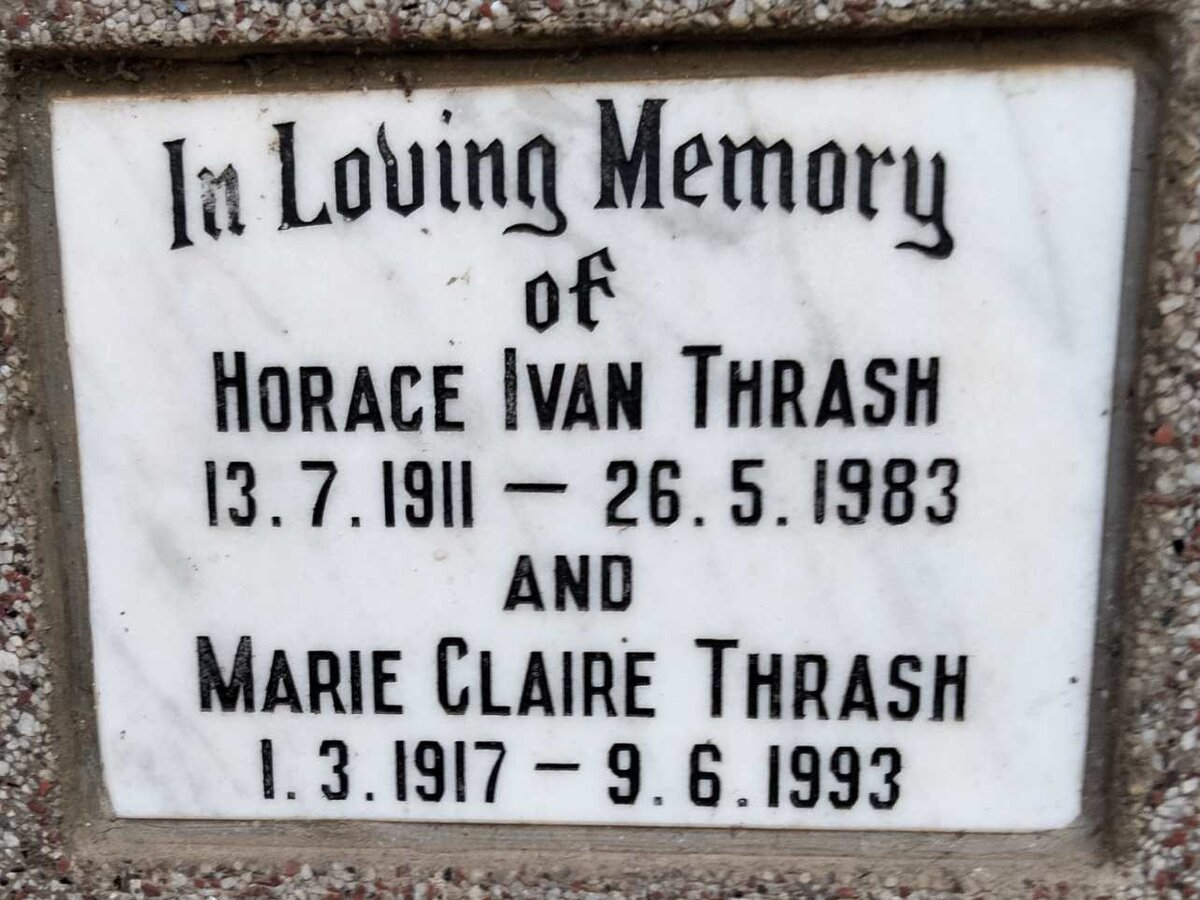 In Loving Memory
of
HORACE IVAN THRASH
13.7.1911 – 26.5.1983
AND
MARIE CLAIRE THRASH
1.3.1917 – 9.6.1993